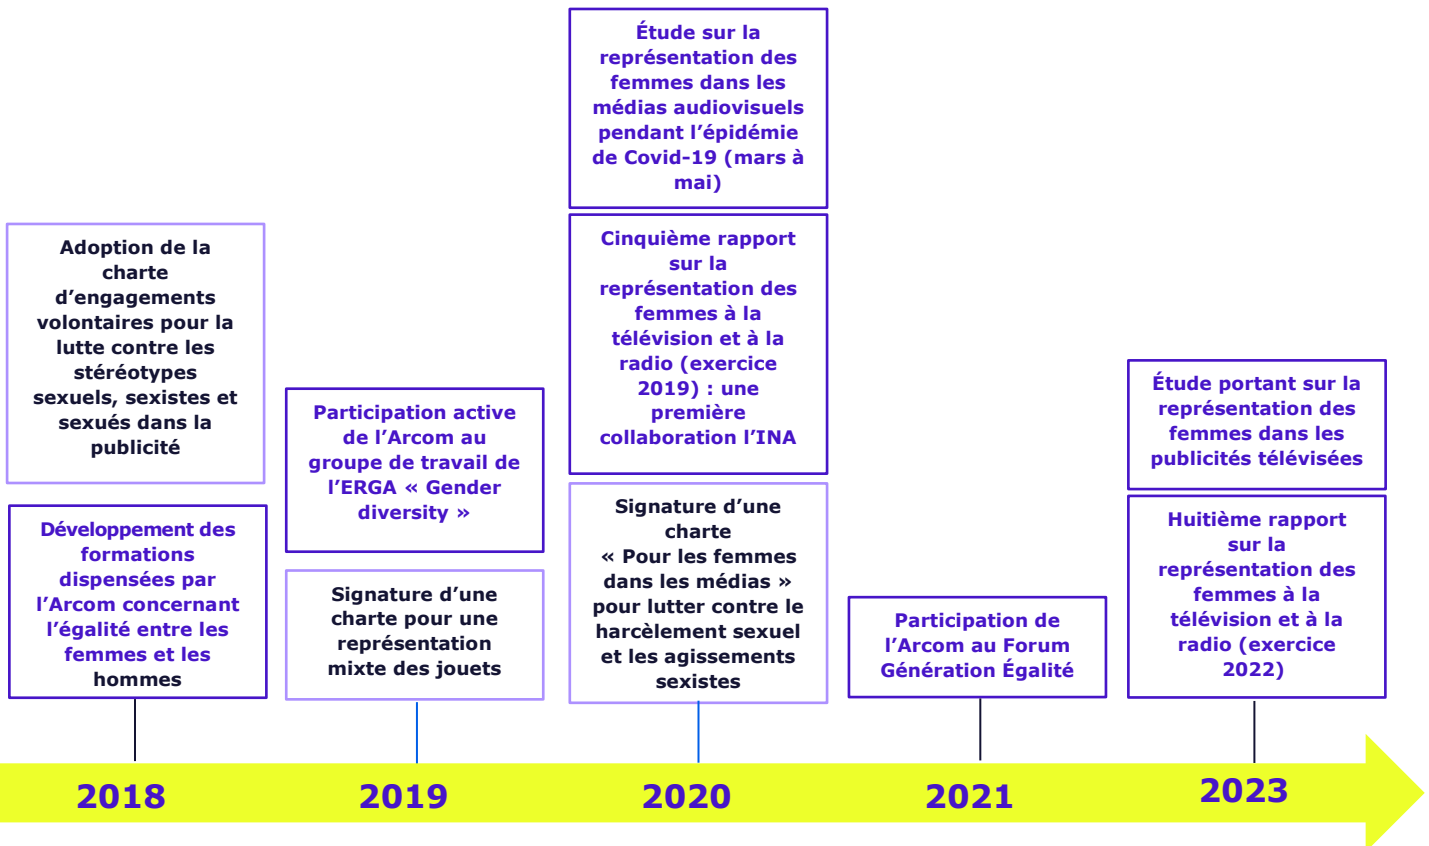 Adoption de la
charte
d’engagements
volontaires pour la
lutte contre les
stéréotypes
sexuels, sexistes et
sexués dans la
publicité
Développement des
formations
dispensées par
l’Arcom concernant
l’égalité entre les
femmes et les
hommes
2018
Participation active
de l’Arcom au
groupe de travail de
l’ERGA « Gender
diversity »
Signature d’une
charte pour une
représentation
mixte des jouets
2019
Étude sur la
représentation des
femmes dans les
médias audiovisuels
pendant l’épidémie
de Covid-19 (mars à
mai)
Cinquième rapport
sur la
représentation des
femmes à la
télévision et à la
radio (exercice
2019) : une
première
collaboration l’INA
Signature d’une
charte
« Pour les femmes
dans les médias »
pour lutter contre le
harcèlement sexuel
et les agissements
sexistes
2020
Participation de
l’Arcom au Forum
Génération Égalité
2021
Étude portant sur la
représentation des
femmes dans les
publicités télévisées
Huitième rapport
sur la
représentation des
femmes à la
télévision et à la
radio (exercice
2022)
2023